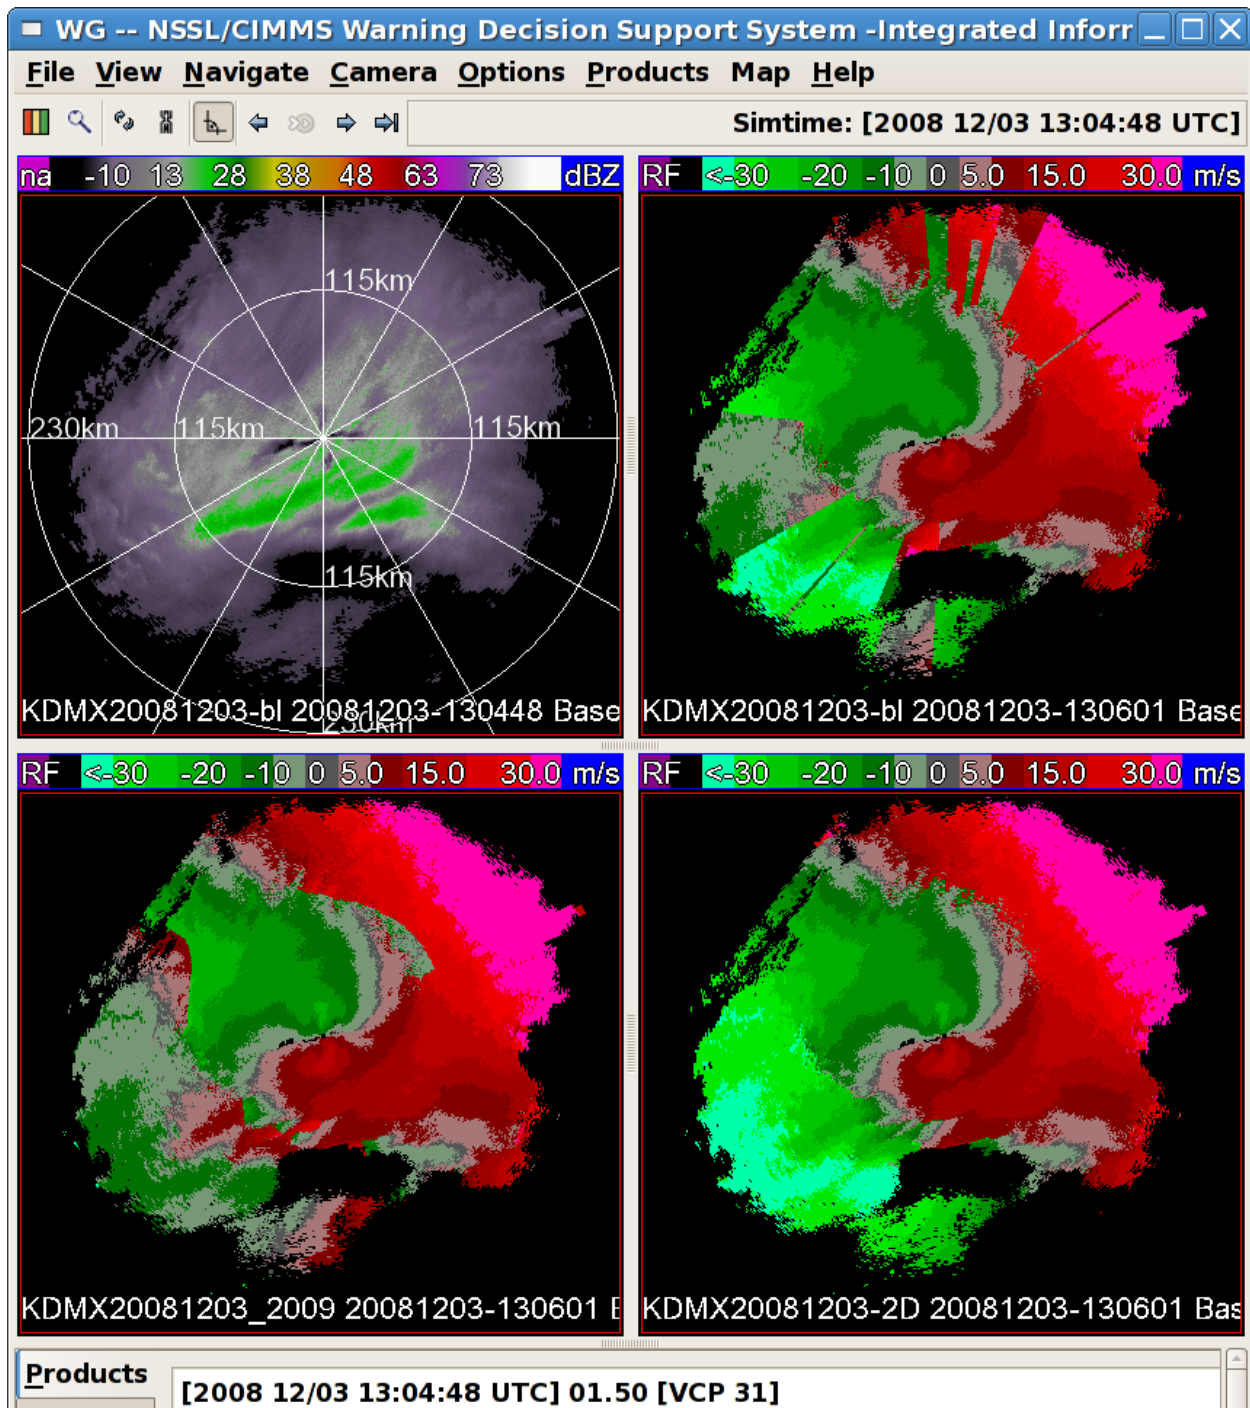 WG -- NSSL/CIMMS Warning Decision Support System -Integrated Inforr
File View Navigate Camera Options Products Map Help
Simtime: [2008 12/03 13:04:48 UTC]
na -10 13 28 38 48 63 73 dBZ
RF <-30 -20 -10 0 5.0 15.0 30.0 m/s
115km
230km 115km 115km
115km
230km
KDMX20081203-bl 20081203-130448 Base
KDMX20081203-bl 20081203-130601 Base
RF <-30 -20 -10 0 5.0 15.0 30.0 m/s
RF <-30 -20 -10 0 5.0 15.0 30.0 m/s
KDMX20081203_2009 20081203-130601 E
KDMX20081203-2D 20081203-130601 Bas
Products
[2008 12/03 13:04:48 UTC] 01.50 [VCP 31]